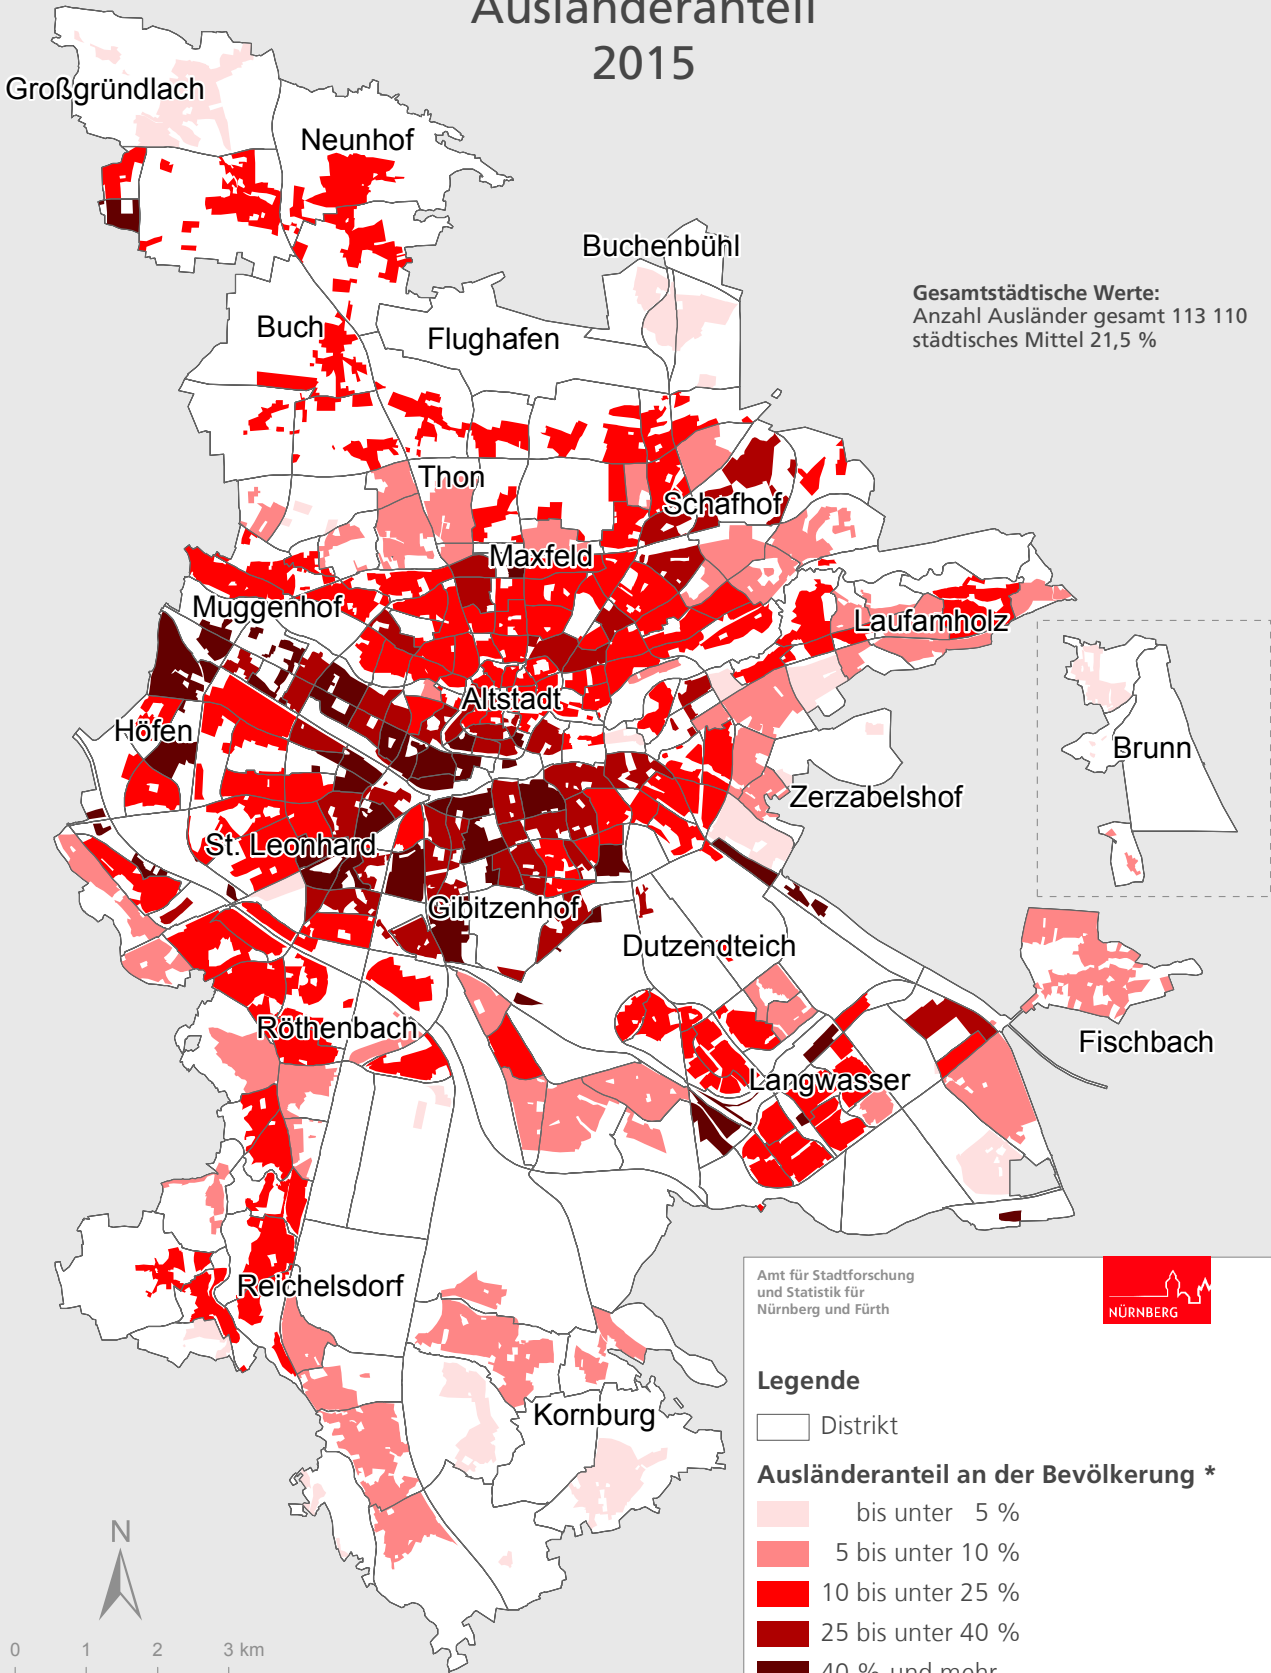 Ausländeranteil
2015
Großgründlach
Neunhof
Buchenbühl
Gesamtstädtische Werte:
Anzahl Ausländer gesamt 113 110
städtisches Mittel 21,5 %
Buch
Flughafen
Thon
Schafhof
Maxfeld
Muggenhof
Laufamholz
Altstadt
Höfen
Brunn
Zerzabelshof
St. Leonhard
Gibitzenhof
Dutzendteich
Röthenbach
Fischbach
Langwasser
Reichelsdorf
Kornburg
Amt für Stadtforschung
und Statistik für
Nürnberg und Fürth
NÜRNBERG
Legende
Distrikt
Ausländeranteil an der Bevölkerung *
bis unter 5 %
5 bis unter 10 %
10 bis unter 25 %
25 bis unter 40 %
40 % und mehr
N
0 1 2 3 km